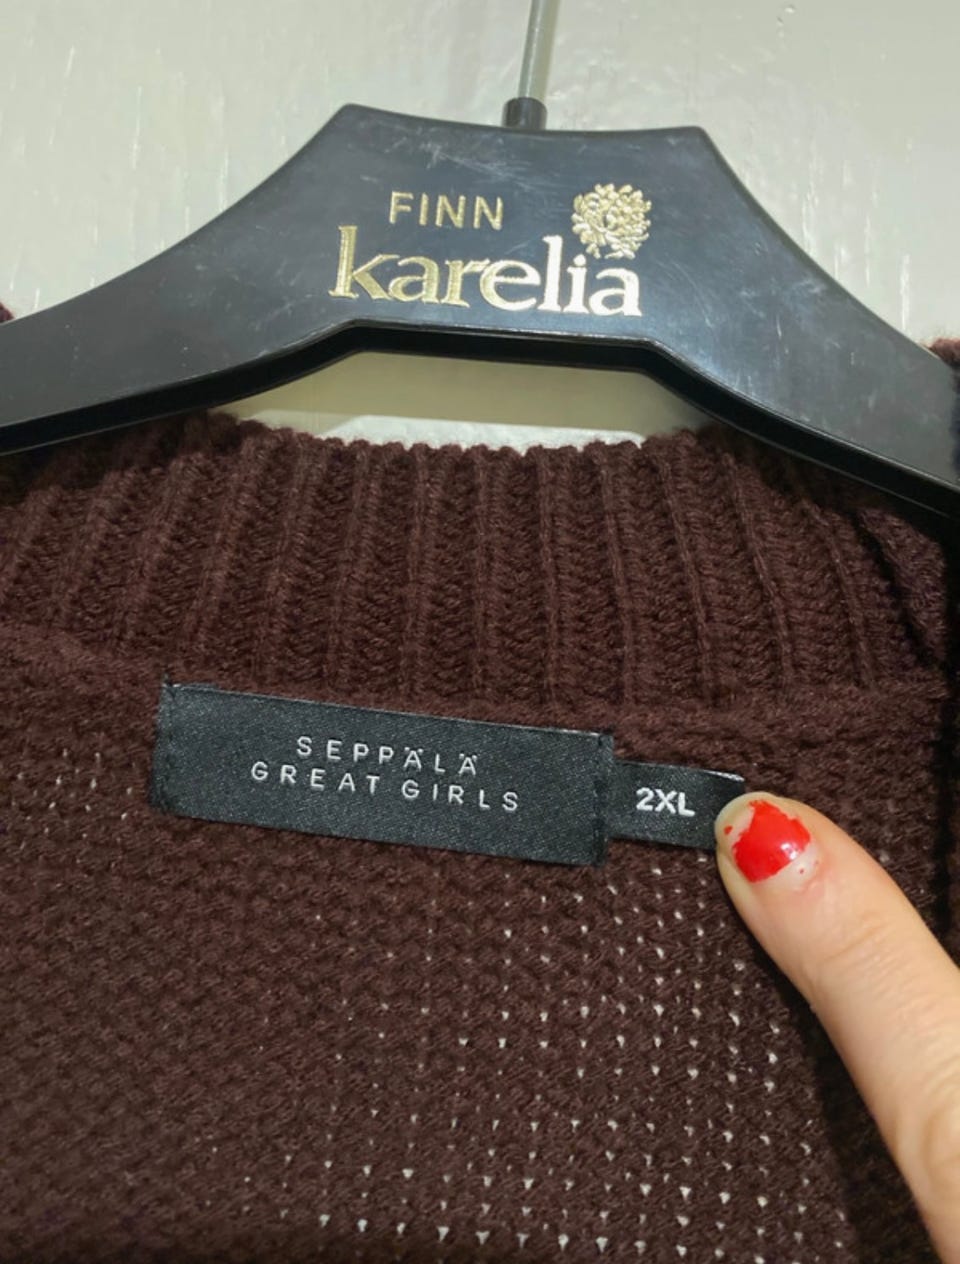 FINN
karelia
SEPPÄLÄ
GREAT GIRLS
2XL